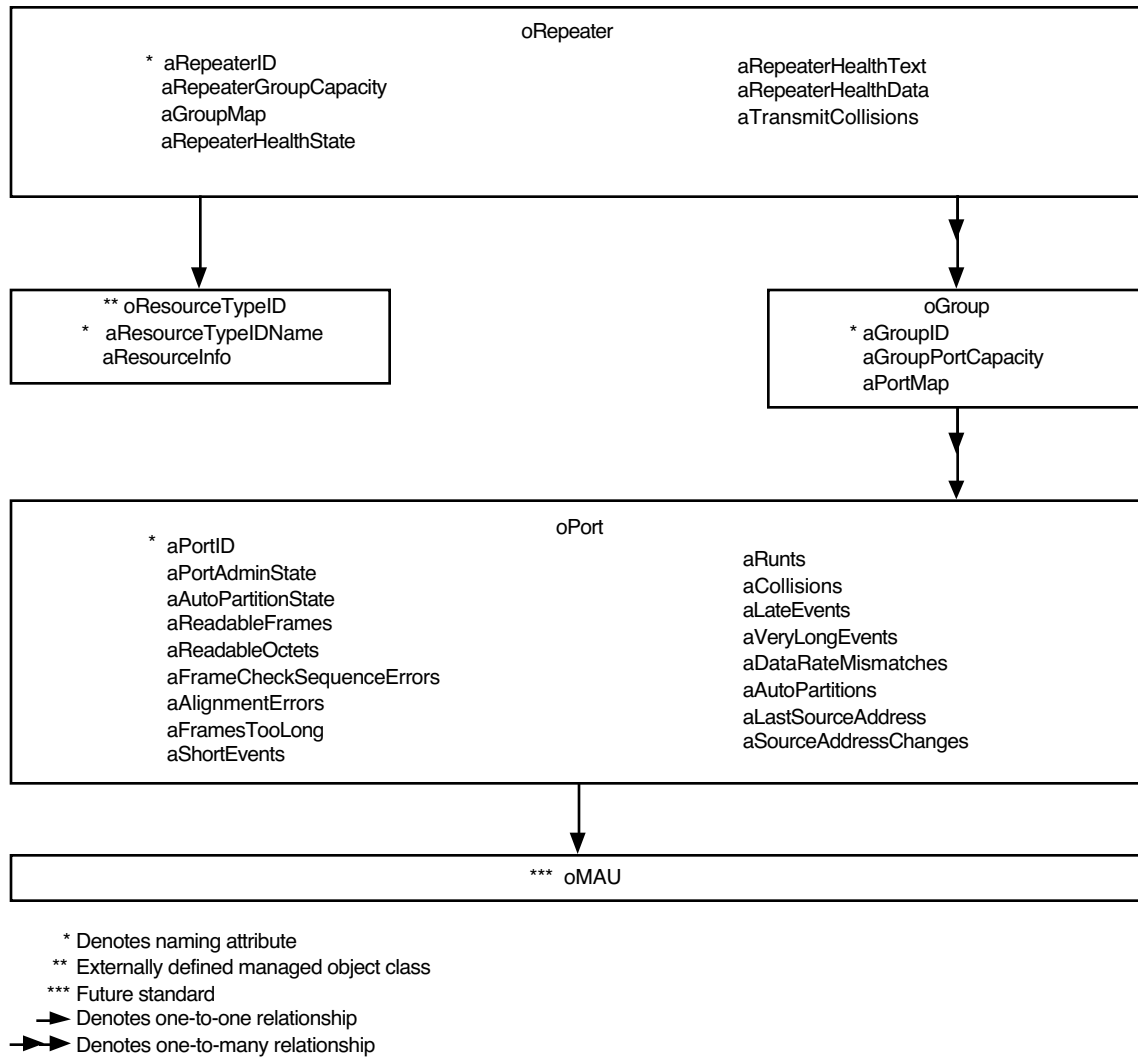 oRepeater
* aRepeaterID
aRepeaterGroupCapacity
aGroupMap
aRepeaterHealthState
aRepeaterHealthText
aRepeaterHealthData
aTransmitCollisions
** oResourceTypeID
* aResourceTypeIDName
aResourceInfo
oGroup
* aGroupID
aGroupPortCapacity
aPortMap
oPort
* aPortID
aPortAdminState
aAutoPartitionState
aReadableFrames
aReadableOctets
aFrameCheckSequenceErrors
aAlignmentErrors
aFramesTooLong
aShortEvents
aRunts
aCollisions
aLateEvents
aVeryLongEvents
aDataRateMismatches
aAutoPartitions
aLastSourceAddress
aSourceAddressChanges
*** oMAU
* Denotes naming attribute
** Externally defined managed object class
*** Future standard
Denotes one-to-one relationship
Denotes one-to-many relationship